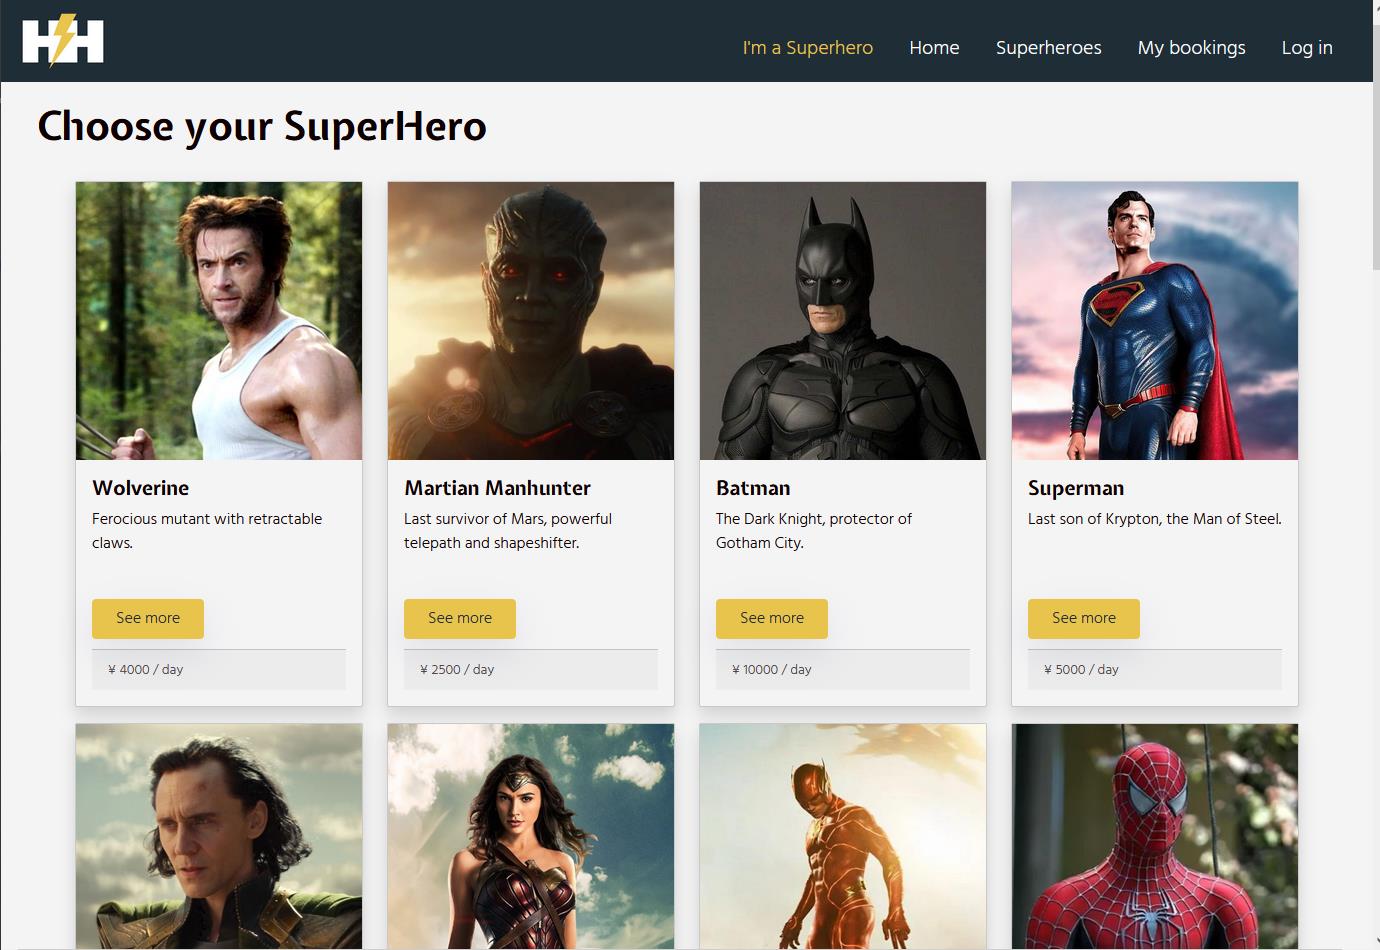 HH
I'm a Superhero Home Superheroes My bookings Log in
Choose your SuperHero
Wolverine
Ferocious mutant with retractable
claws.
See more
¥ 4000 / day
Martian Manhunter
Last survivor of Mars, powerful
telepath and shapeshifter.
See more
¥ 2500 / day
Batman
The Dark Knight, protector of
Gotham City.
See more
¥ 10000 / day
Superman
Last son of Krypton, the Man of Steel.
See more
¥ 5000 / day